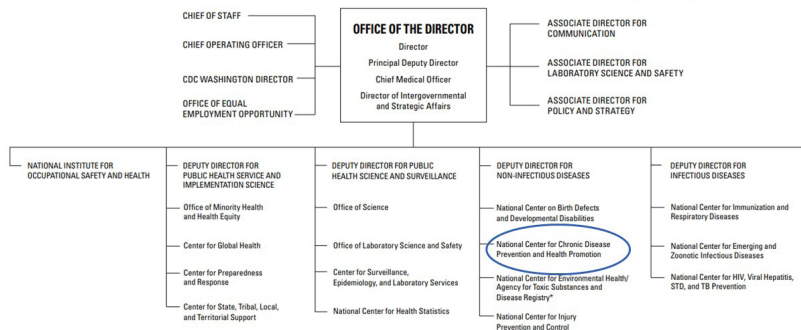 CHIEF OF STAFF
CHIEF OPERATING OFFICER
CDC WASHINGTON DIRECTOR
OFFICE OF EQUAL
EMPLOYMENT OPPORTUNITY
OFFICE OF THE DIRECTOR
Director
Principal Deputy Director
Chief Medical Officer
Director of Intergovernmental
and Strategic Affairs
ASSOCIATE DIRECTOR FOR
COMMUNICATION
ASSOCIATE DIRECTOR FOR
LABORATORY SCIENCE AND SAFETY
ASSOCIATE DIRECTOR FOR
POLICY AND STRATEGY
NATIONAL INSTITUTE FOR
OCCUPATIONAL SAFETY AND HEALTH
DEPUTY DIRECTOR FOR
PUBLIC HEALTH SERVICE AND
IMPLEMENTATION SCIENCE
Office of Minority Health
and Health Equity
Center for Global Health
Center for Preparedness
and Response
Center for State, Tribal, Local,
and Territorial Support
DEPUTY DIRECTOR FOR PUBLIC
HEALTH SCIENCE AND SURVEILLANCE
Office of Science
Office of Laboratory Science and Safety
Center for Surveillance,
Epidemiology, and Laboratory Services
National Center for Health Statistics
DEPUTY DIRECTOR FOR
NON-INFECTIOUS DISEASES
National Center on Birth Defects
and Developmental Disabilities
National Center for Chronic Disease
Prevention and Health Promotion
National Center for Environmental Health/
Agency for Toxic Substances and
Disease Registry*
National Center for Injury
Prevention and Control
DEPUTY DIRECTOR FOR
INFECTIOUS DISEASES
National Center for Immunization and
Respiratory Diseases
National Center for Emerging and
Zoonotic Infectious Diseases
National Center for HIV, Viral Hepatitis,
STD, and TB Prevention